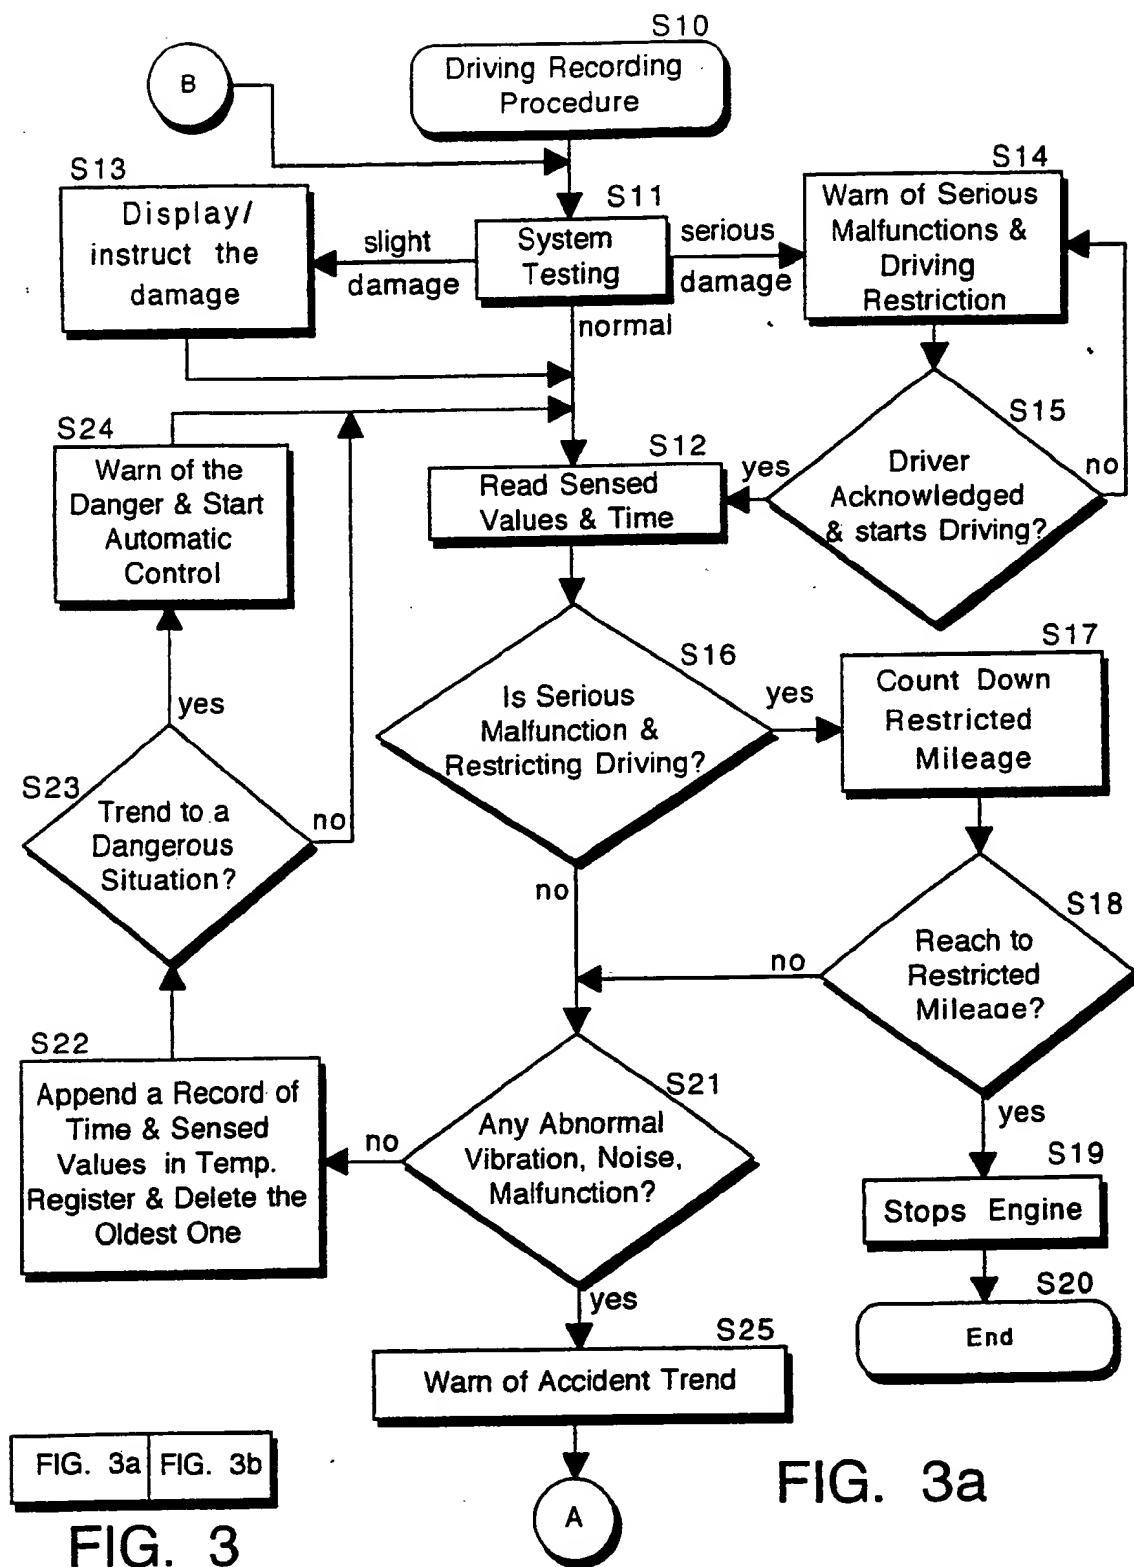 S10
Driving Recording
Procedure
B
S13
Display/
instruct the
damage
slight
damage
S11
System
Testing
serious
damage
normal
S14
Warn of Serious
Malfunctions &
Driving
Restriction
S15
Driver
Acknowledged
& starts Driving?
yes
no
S24
Warn of the
Danger & Start
Automatic
Control
S12
Read Sensed
Values & Time
S16
Is Serious
Malfunction &
Restricting Driving?
yes
no
S17
Count Down
Restricted
Mileage
yes
S23
Trend to a
Dangerous
Situation?
no
S18
Reach to
Restricted
Mileage?
no
yes
S22
Append a Record of
Time & Sensed
Values in Temp.
Register & Delete the
Oldest One
no
S21
Any Abnormal
Vibration, Noise,
Malfunction?
yes
S19
Stops Engine
S20
End
S25
Warn of Accident Trend
A
FIG. 3a
FIG. 3b
FIG. 3
FIG. 3a